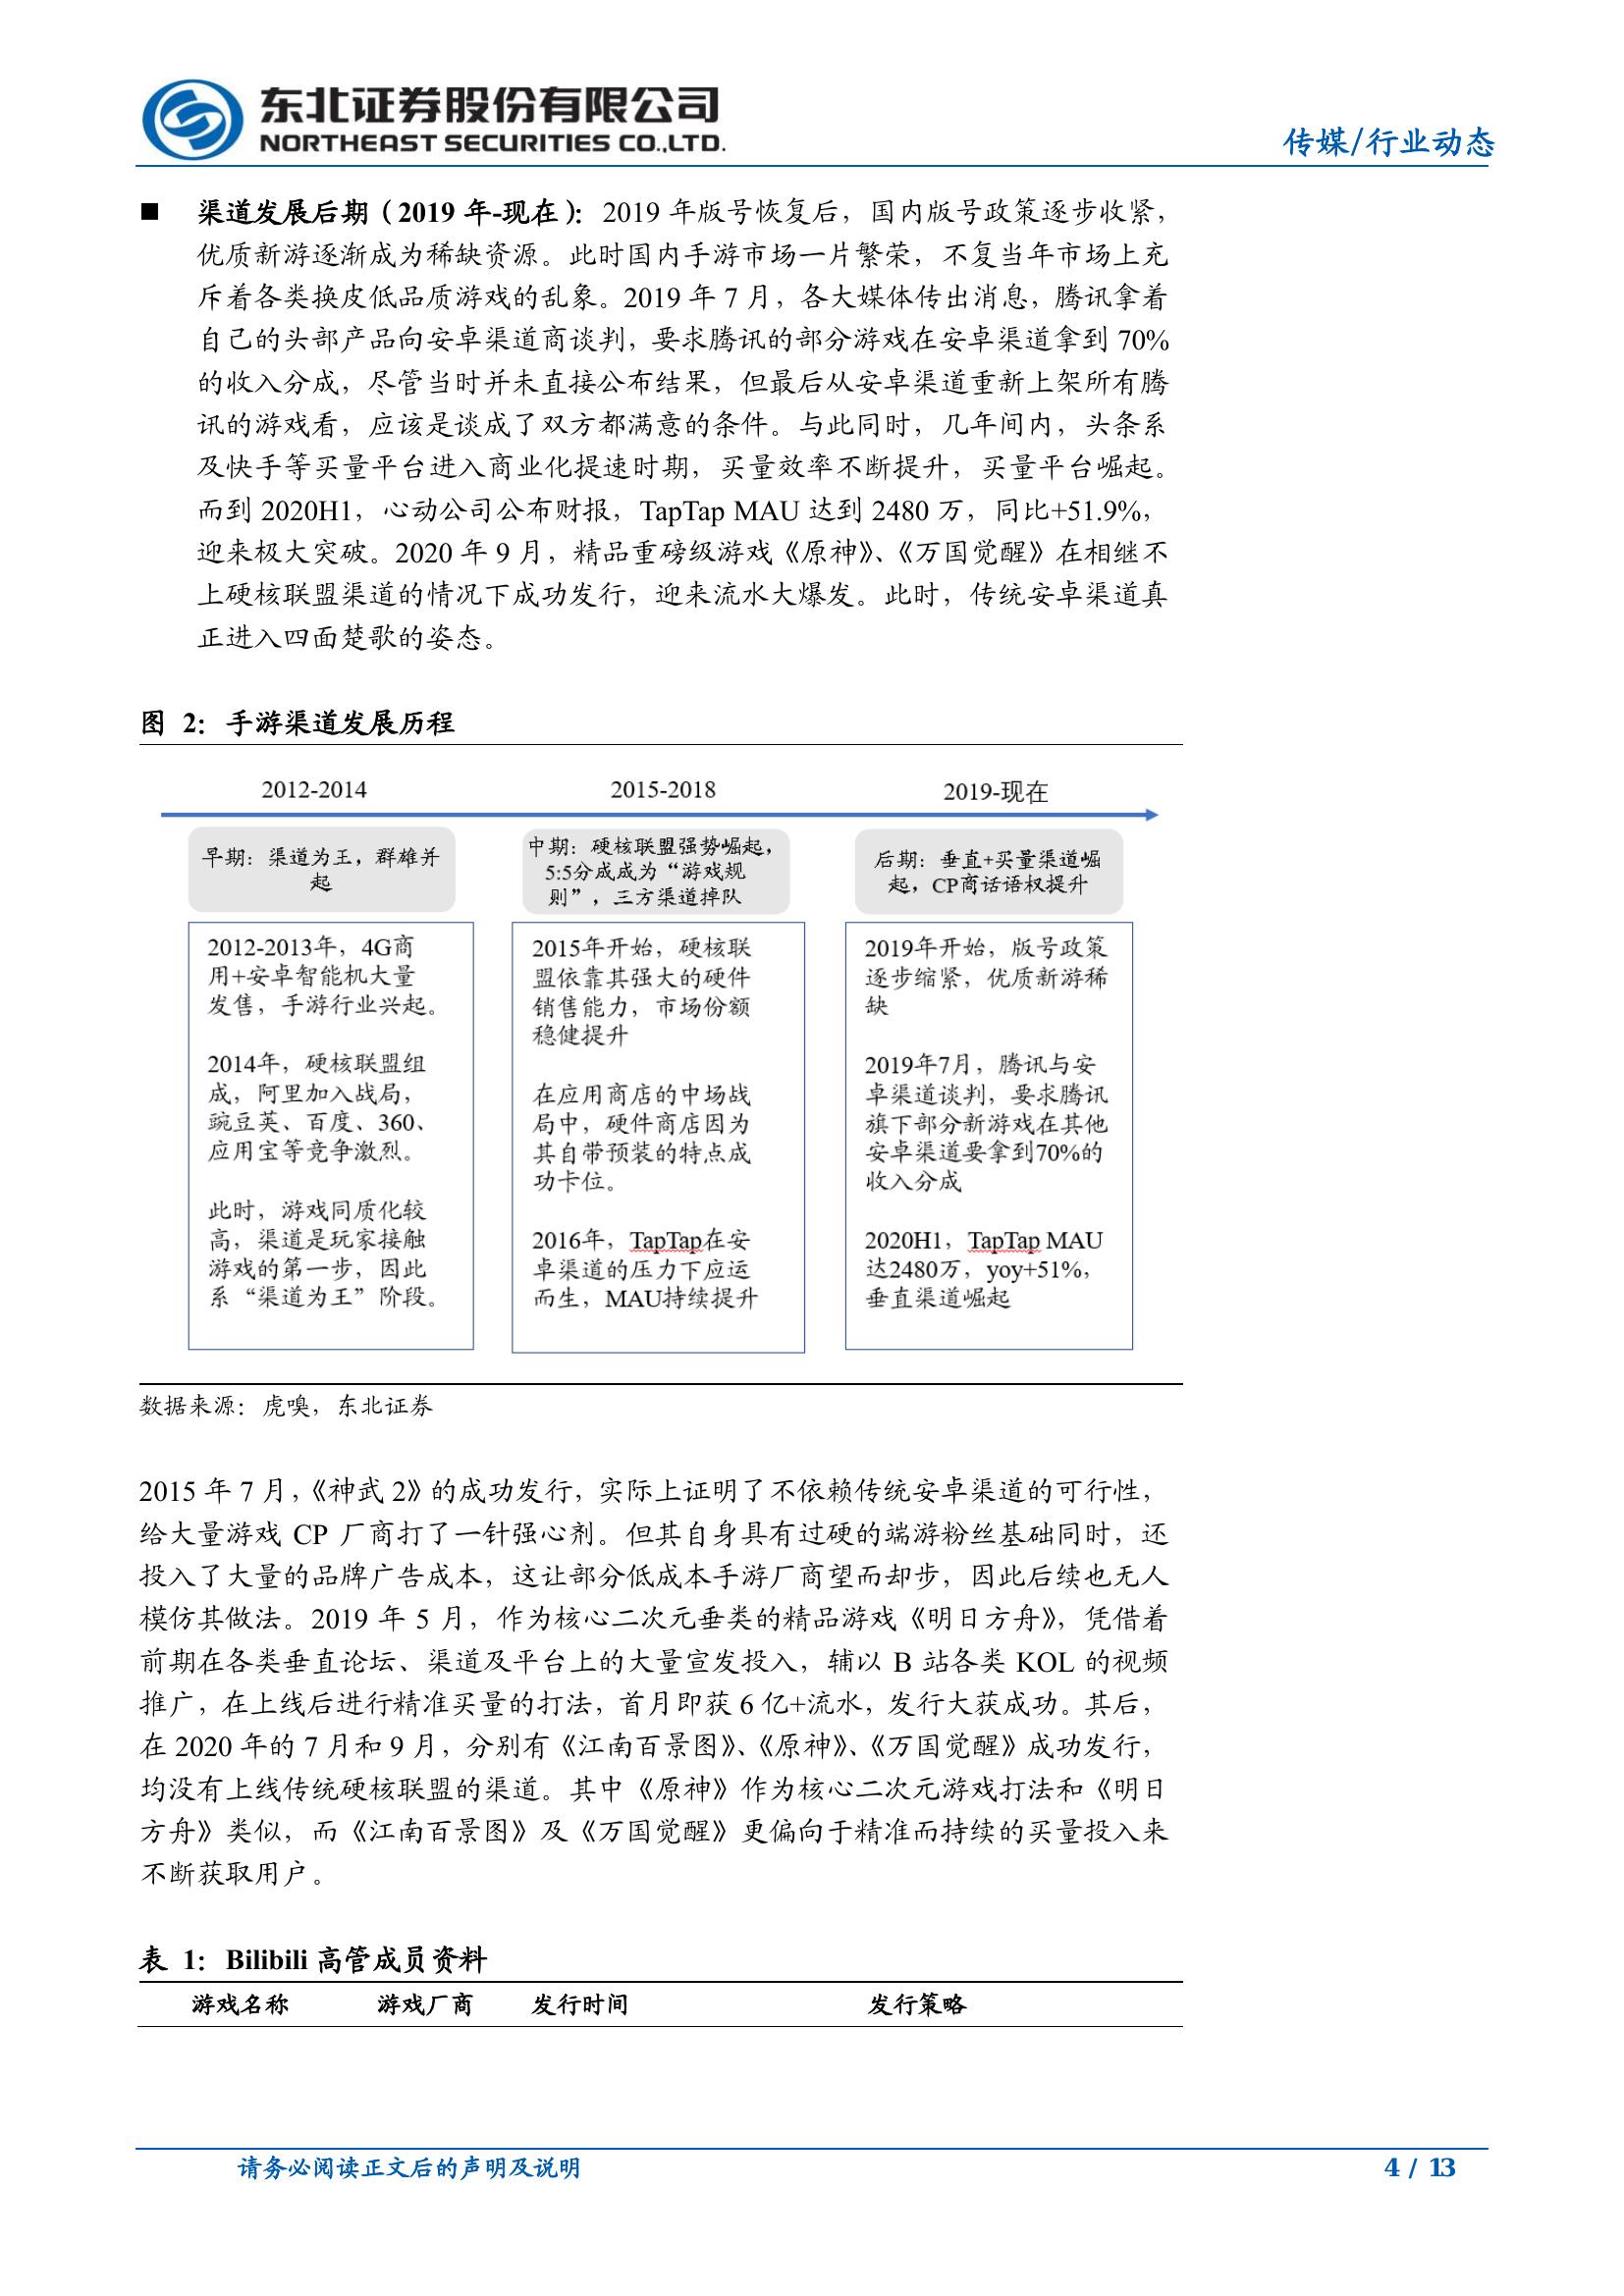 东北证券股份有限公司
NORTHEAST SECURITIES CO.,LTD.
传媒/行业动态
■ 渠道发展后期（2019 年-现在）：2019 年版号恢复后，国内版号政策逐步收紧，
优质新游逐渐成为稀缺资源。此时国内手游市场一片繁荣，不复当年市场上充
斥着各类换皮低品质游戏的乱象。2019 年 7 月，各大媒体传出消息，腾讯拿着
自己的头部产品向安卓渠道商谈判，要求腾讯的部分游戏在安卓渠道拿到 70%
的收入分成，尽管当时并未直接公布结果，但最后从安卓渠道重新上架所有腾
讯的游戏看，应该是谈成了双方都满意的条件。与此同时，几年间内，头条系
及快手等买量平台进入商业化提速时期，买量效率不断提升，买量平台崛起。
而到 2020H1，心动公司公布财报，TapTap MAU 达到 2480 万，同比+51.9%，
迎来极大突破。2020 年 9 月，精品重磅级游戏《原神》、《万国觉醒》在相继不
上硬核联盟渠道的情况下成功发行，迎来流水大爆发。此时，传统安卓渠道真
正进入四面楚歌的姿态。
图 2：手游渠道发展历程
2012-2014
2015-2018
2019-现在
早期：渠道为王，群雄并
起
中期：硬核联盟强势崛起，
5:5分成成为“游戏规
则”，三方渠道掉队
后期：垂直+买量渠道崛
起，CP商话语权提升
2012-2013年，4G商
用+安卓智能机大量
发售，手游行业兴起。
2014年，硬核联盟组
成，阿里加入战局，
豌豆荚、百度、360、
应用宝等竞争激烈。
此时，游戏同质化较
高，渠道是玩家接触
游戏的第一步，因此
系“渠道为王”阶段。
2015年开始，硬核联
盟依靠其强大的硬件
销售能力，市场份额
稳健提升
在应用商店的中场战
局中，硬件商店因为
其自带预装的特点成
功卡位。
2016年，TapTap在安
卓渠道的压力下应运
而生，MAU持续提升
2019年开始，版号政策
逐步缩紧，优质新游稀
缺
2019年7月，腾讯与安
卓渠道谈判，要求腾讯
旗下部分新游戏在其他
安卓渠道要拿到70%的
收入分成
2020H1，TapTap MAU
达2480万，yoy+51%，
垂直渠道崛起
数据来源：虎嗅，东北证券
2015 年 7 月，《神武 2》的成功发行，实际上证明了不依赖传统安卓渠道的可行性，
给大量游戏 CP 厂商打了一针强心剂。但其自身具有过硬的端游粉丝基础同时，还
投入了大量的品牌广告成本，这让部分低成本手游厂商望而却步，因此后续也无人
模仿其做法。2019 年 5 月，作为核心二次元垂类的精品游戏《明日方舟》，凭借着
前期在各类垂直论坛、渠道及平台上的大量宣发投入，辅以 B 站各类 KOL 的视频
推广，在上线后进行精准买量的打法，首月即获 6 亿+流水，发行大获成功。其后，
在 2020 年的 7 月和 9 月，分别有《江南百景图》、《原神》、《万国觉醒》成功发行，
均没有上线传统硬核联盟的渠道。其中《原神》作为核心二次元游戏打法和《明日
方舟》类似，而《江南百景图》及《万国觉醒》更偏向于精准而持续的买量投入来
不断获取用户。
表 1：Bilibili 高管成员资料
游戏名称 游戏厂商 发行时间 发行策略
请务必阅读正文后的声明及说明
4 / 13